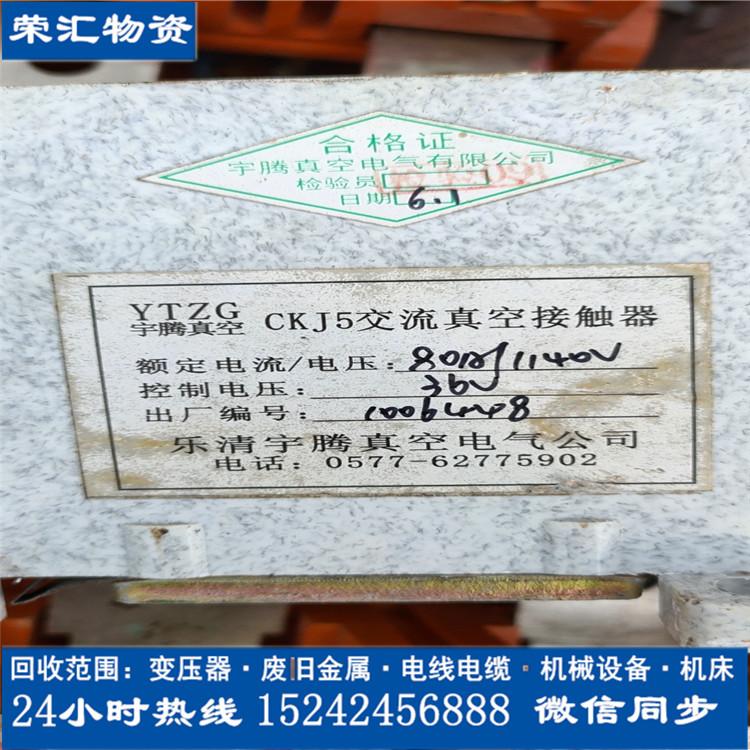 荣汇物资
合格证
宇腾真空电气有限公司
检验员
日期 6.1
YTZG
宇腾真空 CKJ5交流真空接触器
额定电流/电压: 80A/1140V
控制电压: 36V
出厂编号:
乐清宇腾真空电气公司
电话: 0577-62775902
回收范围：变压器·废旧金属·电线电缆·机械设备·机床
24小时热线 15242456888 微信同步